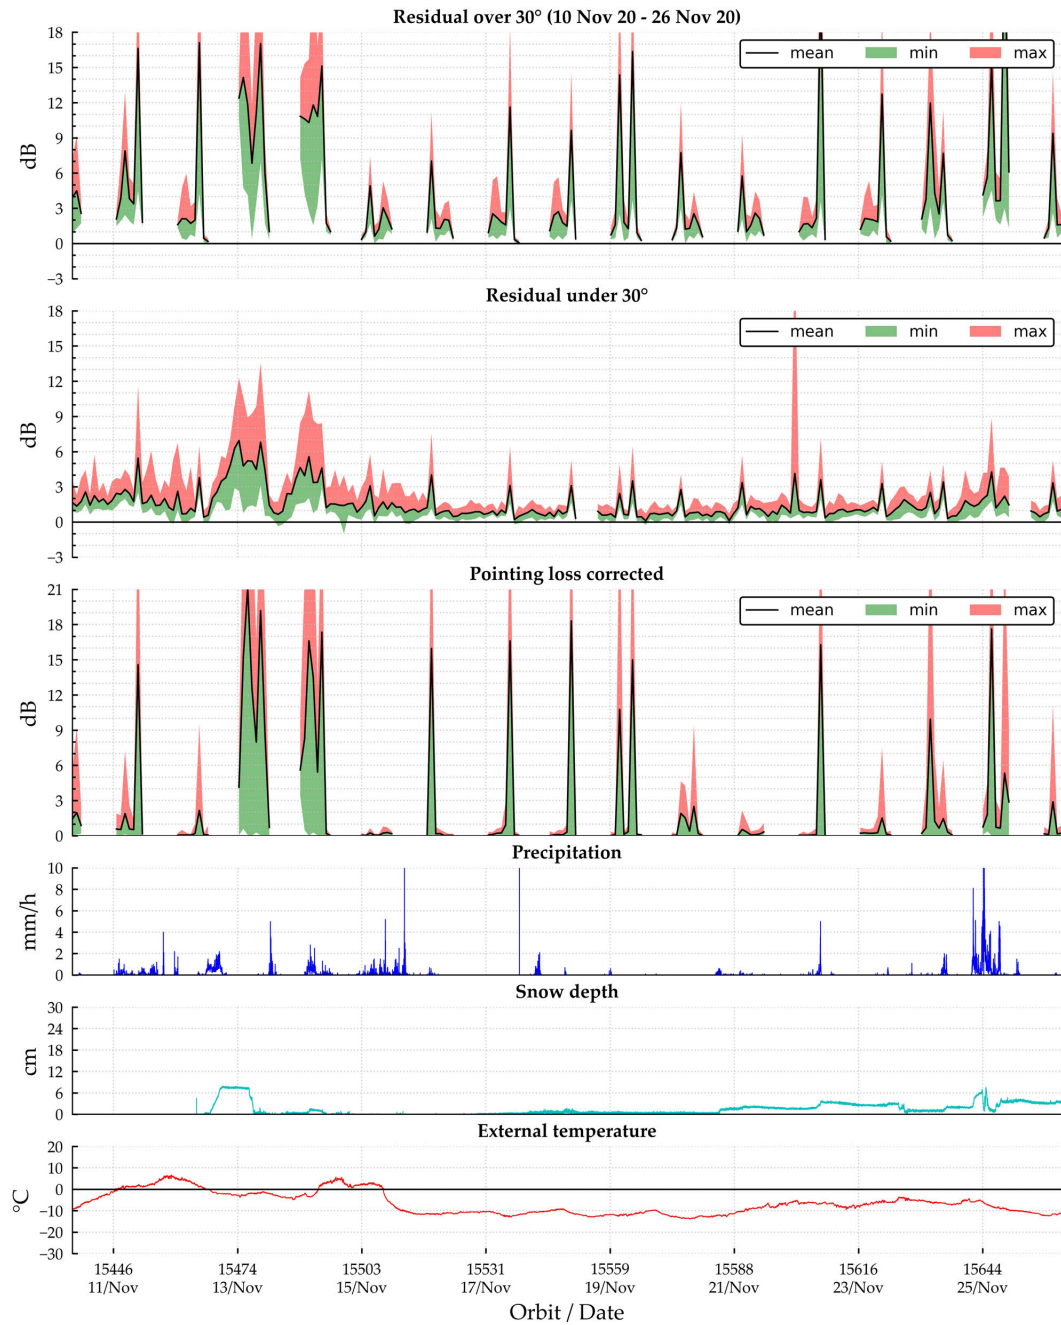 Residual over 30° (10 Nov 20 - 26 Nov 20)
18
15
12
9
6
3
0
−3
dB
mean min max
Residual under 30°
18
15
12
9
6
3
0
−3
dB
mean min max
Pointing loss corrected
21
18
15
12
9
6
3
0
dB
mean min max
Precipitation
10
8
6
4
2
0
mm/h
Snow depth
30
24
18
12
6
0
cm
External temperature
20
10
0
−10
−20
−30
°C
15446 15474 15503 15531 15559 15588 15616 15644
11/Nov 13/Nov 15/Nov 17/Nov 19/Nov 21/Nov 23/Nov 25/Nov
Orbit / Date